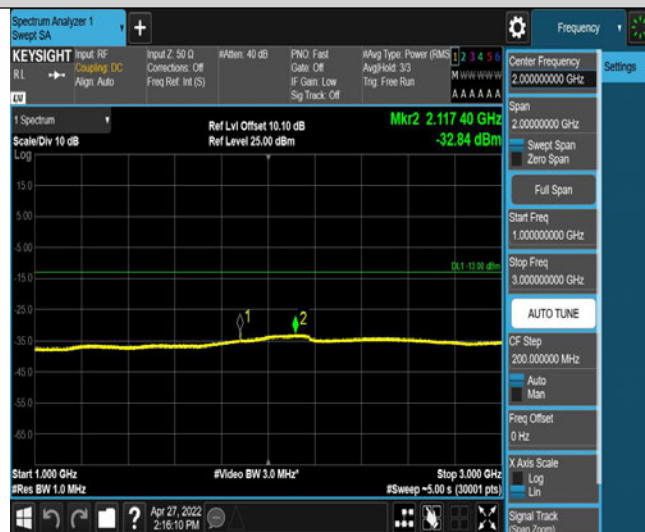 Spectrum Analyzer 1
Swept SA
+
Frequency
KEYSIGHT
RL
LXI
Input: RF
Coupling: DC
Align: Auto
Input Z: 50 Ω
Corrections: Off
Freq Ref: Int (S)
#Atten: 40 dB
PNO: Fast
Gate: Off
IF Gain: Low
Sig Track: Off
#Avg Type: Power (RMS
Avg|Hold: 3/3
Trig: Free Run
1 2 3 4 5 6
M W W W W W
A A A A A A
1 Spectrum
Scale/Div 10 dB
Log
Ref Lvl Offset 10.10 dB
Ref Level 25.00 dBm
Mkr2 2.117 40 GHz
-32.84 dBm
15.0
5.00
-5.00
DL1 -13.00 dBm
-15.0
-25.0
1
2
-35.0
-45.0
-55.0
-65.0
Start 1.000 GHz
#Res BW 1.0 MHz
#Video BW 3.0 MHz*
Stop 3.000 GHz
#Sweep ~5.00 s (30001 pts)
Apr 27, 2022
2:16:10 PM
Center Frequency
2.000000000 GHz
Settings
Span
2.00000000 GHz
Swept Span
Zero Span
Full Span
Start Freq
1.000000000 GHz
Stop Freq
3.000000000 GHz
AUTO TUNE
CF Step
200.000000 MHz
Auto
Man
Freq Offset
0 Hz
X Axis Scale
Log
Lin
Signal Track
(Span Zoom)